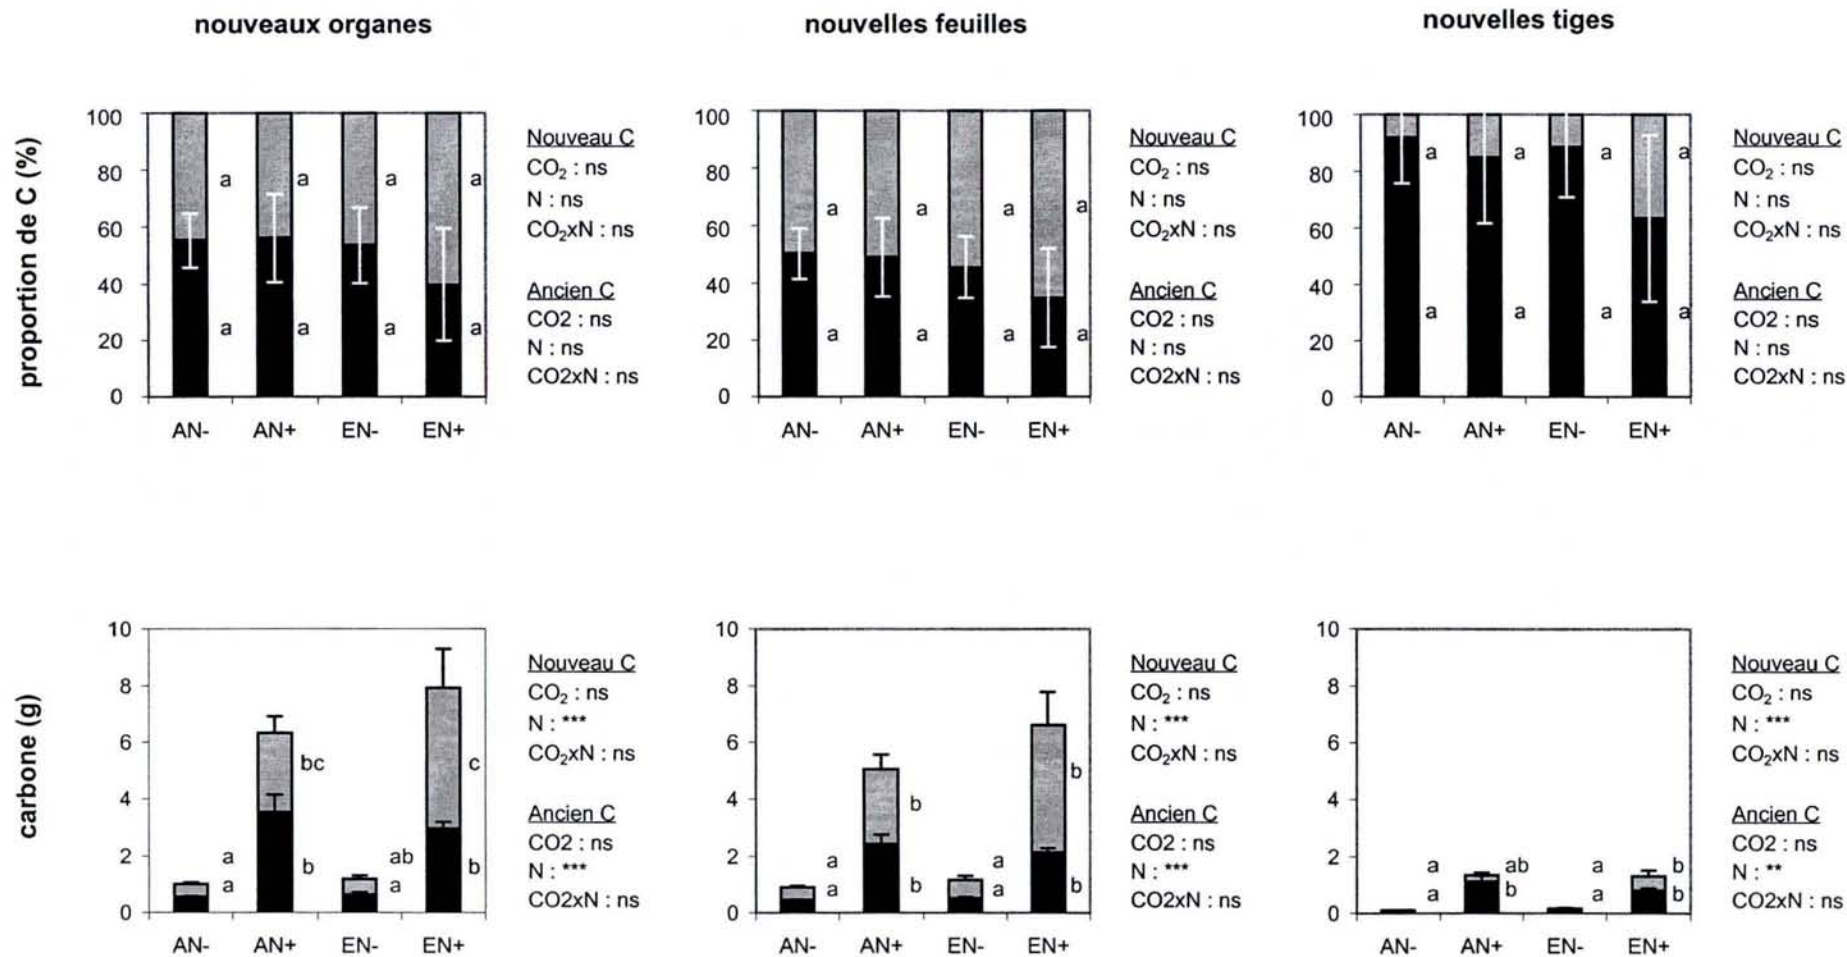 nouveaux organes
nouvelles feuilles
nouvelles tiges
proportion de C (%)
100
80
60
40
20
0
a
a
a
a
a
a
a
a
AN-
AN+
EN-
EN+
Nouveau C
CO₂ : ns
N : ns
CO₂xN : ns
Ancien C
CO2 : ns
N : ns
CO2xN : ns
100
80
60
40
20
0
a
a
a
a
a
a
a
a
AN-
AN+
EN-
EN+
Nouveau C
CO₂ : ns
N : ns
CO₂xN : ns
Ancien C
CO2 : ns
N : ns
CO2xN : ns
100
80
60
40
20
0
a
a
a
a
a
a
a
a
AN-
AN+
EN-
EN+
Nouveau C
CO₂ : ns
N : ns
CO₂xN : ns
Ancien C
CO2 : ns
N : ns
CO2xN : ns
carbone (g)
10
8
6
4
2
0
a
bc
ab
c
a
b
a
b
AN-
AN+
EN-
EN+
Nouveau C
CO₂ : ns
N : ***
CO₂xN : ns
Ancien C
CO2 : ns
N : ***
CO2xN : ns
10
8
6
4
2
0
a
b
a
b
a
b
a
b
AN-
AN+
EN-
EN+
Nouveau C
CO₂ : ns
N : ***
CO₂xN : ns
Ancien C
CO2 : ns
N : ***
CO2xN : ns
10
8
6
4
2
0
a
ab
a
b
a
b
a
b
AN-
AN+
EN-
EN+
Nouveau C
CO₂ : ns
N : ***
CO₂xN : ns
Ancien C
CO2 : ns
N : **
CO2xN : ns